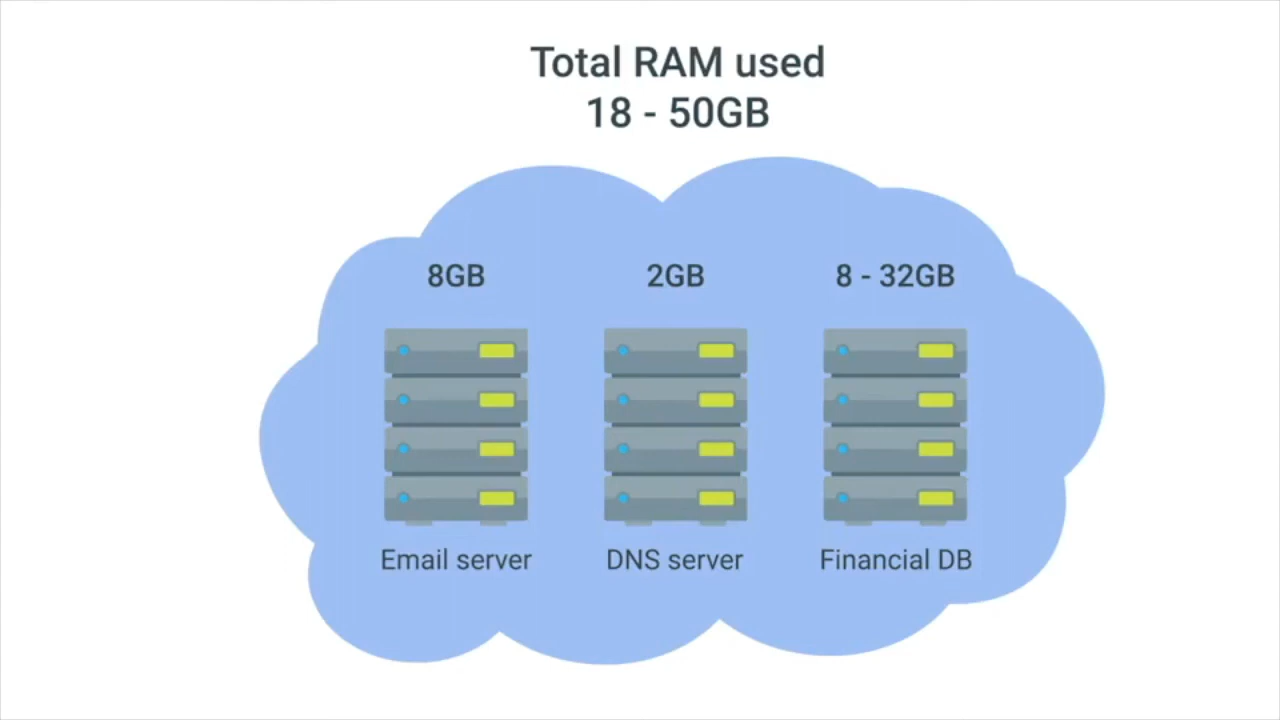 Total RAM used
18 - 50GB
8GB
2GB
8 - 32GB
Email server
DNS server
Financial DB